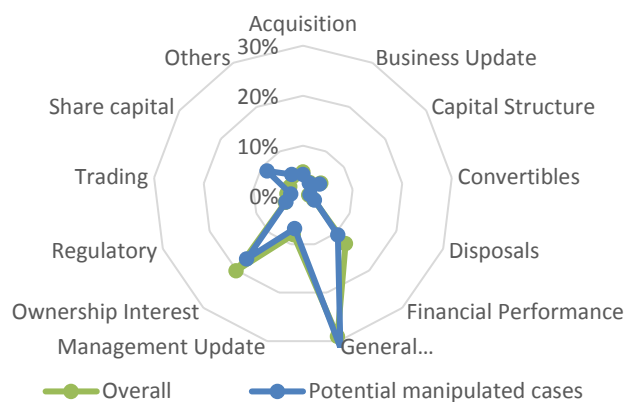 Acquisition
30%
Others
Business Update
20%
Share capital
Capital Structure
10%
Trading
Convertibles
0%
Regulatory
Disposals
Ownership Interest
Financial Performance
Management Update
General...
Overall
Potential manipulated cases